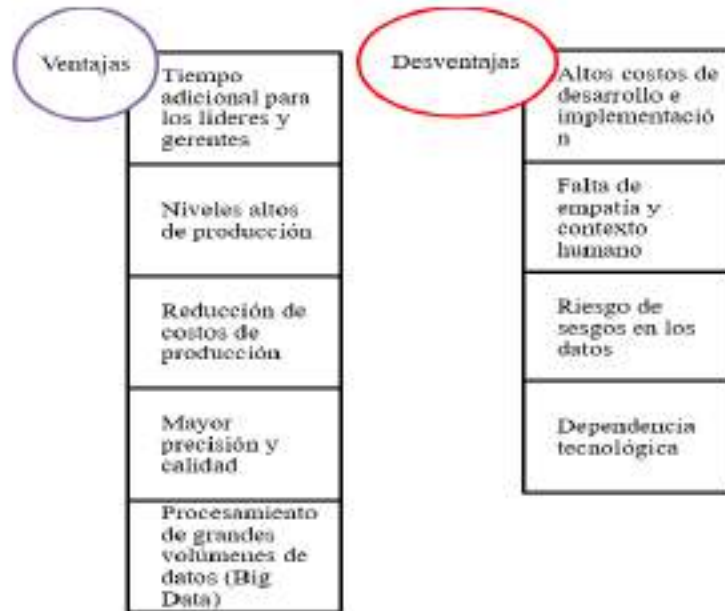 Ventajas
Tiempo
adicional para
los líderes y
gerentes
Niveles altos
de producción
Reducción de
costos de
producción
Mayor
precisión y
calidad
Procesamiento
de grandes
volúmenes de
datos (Big
Data)
Desventajas
Altos costos de
desarrollo e
implementació
n
Falta de
empatía y
contexto
humano
Riesgo de
sesgos en los
datos
Dependencia
tecnológica